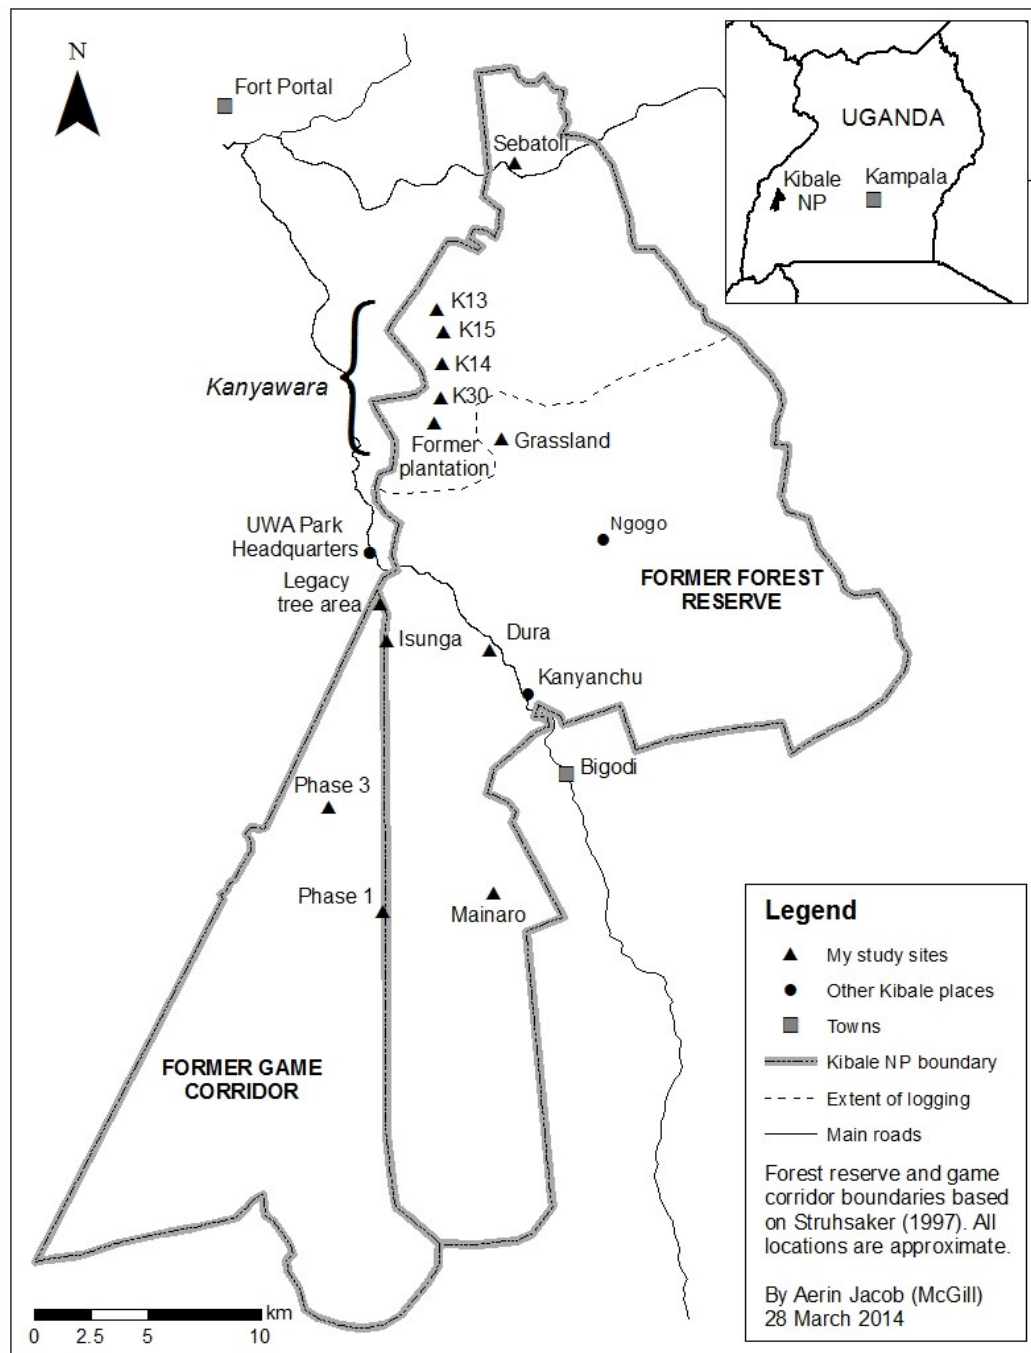 N
Fort Portal
Sebatoli
UGANDA
Kibale
NP
Kampala
K13
K15
K14
K30
Kanyawara
Former
plantation
Grassland
UWA Park
Headquarters
Ngogo
FORMER FOREST
RESERVE
Legacy
tree area
Isunga
Dura
Kanyanchu
Bigodi
Phase 3
Phase 1
Mainaro
FORMER GAME
CORRIDOR
Legend
My study sites
Other Kibale places
Towns
Kibale NP boundary
Extent of logging
Main roads
Forest reserve and game
corridor boundaries based
on Struhsaker (1997). All
locations are approximate.
By Aerin Jacob (McGill)
28 March 2014
km
0 2.5 5 10